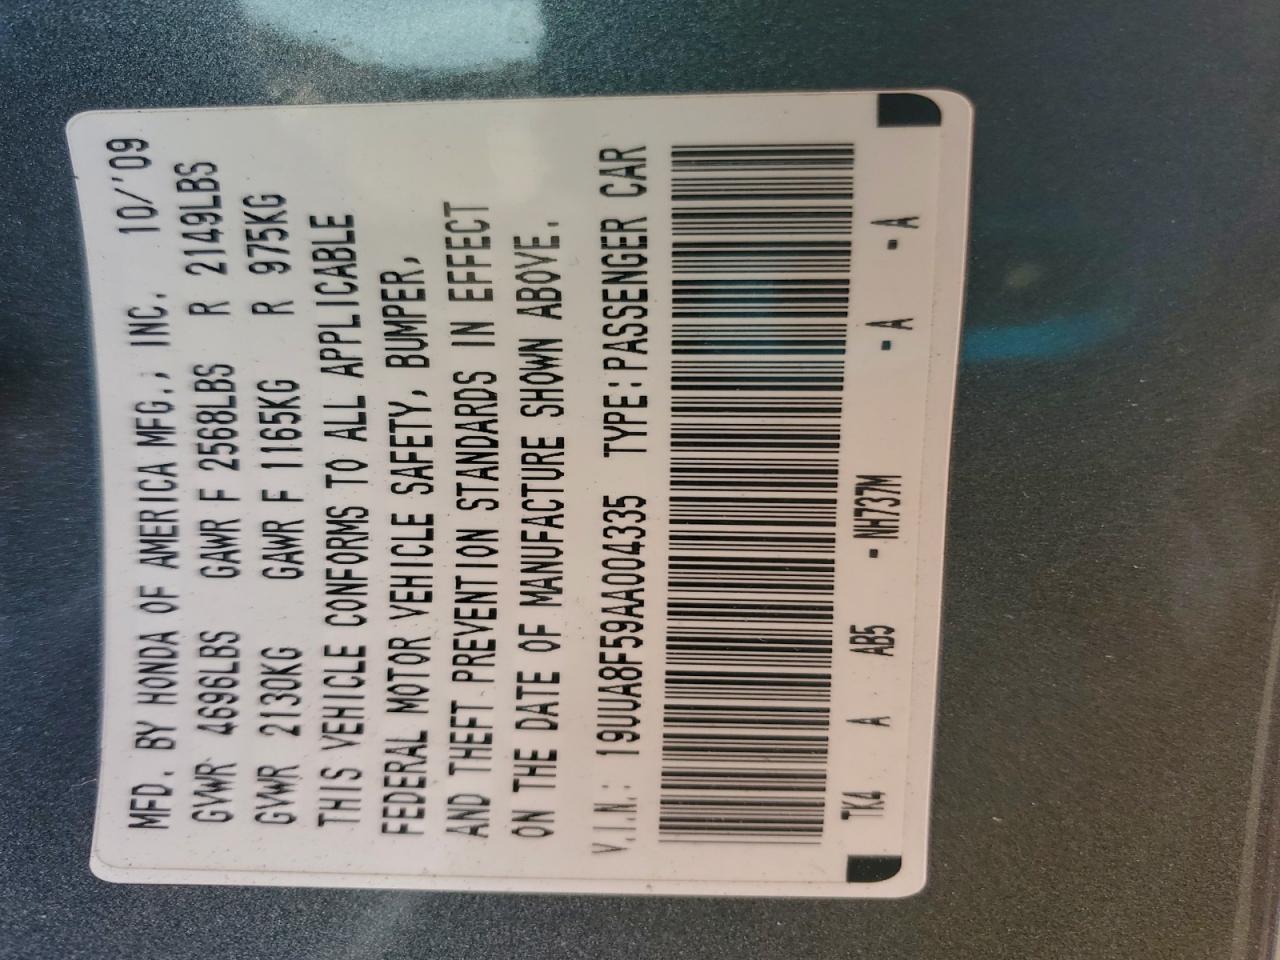 MFD. BY HONDA OF AMERICA MFG., INC. 10/'09
GVWR 4696LBS GAWR F 2568LBS R 2149LBS
GVWR 2130KG GAWR F 1165KG R 975KG
THIS VEHICLE CONFORMS TO ALL APPLICABLE
FEDERAL MOTOR VEHICLE SAFETY, BUMPER,
AND THEFT PREVENTION STANDARDS IN EFFECT
ON THE DATE OF MANUFACTURE SHOWN ABOVE.
V.I.N.: 19UUA8F59AA004335 TYPE:PASSENGER CAR
TK4 A AB5 -NH737M -A -A